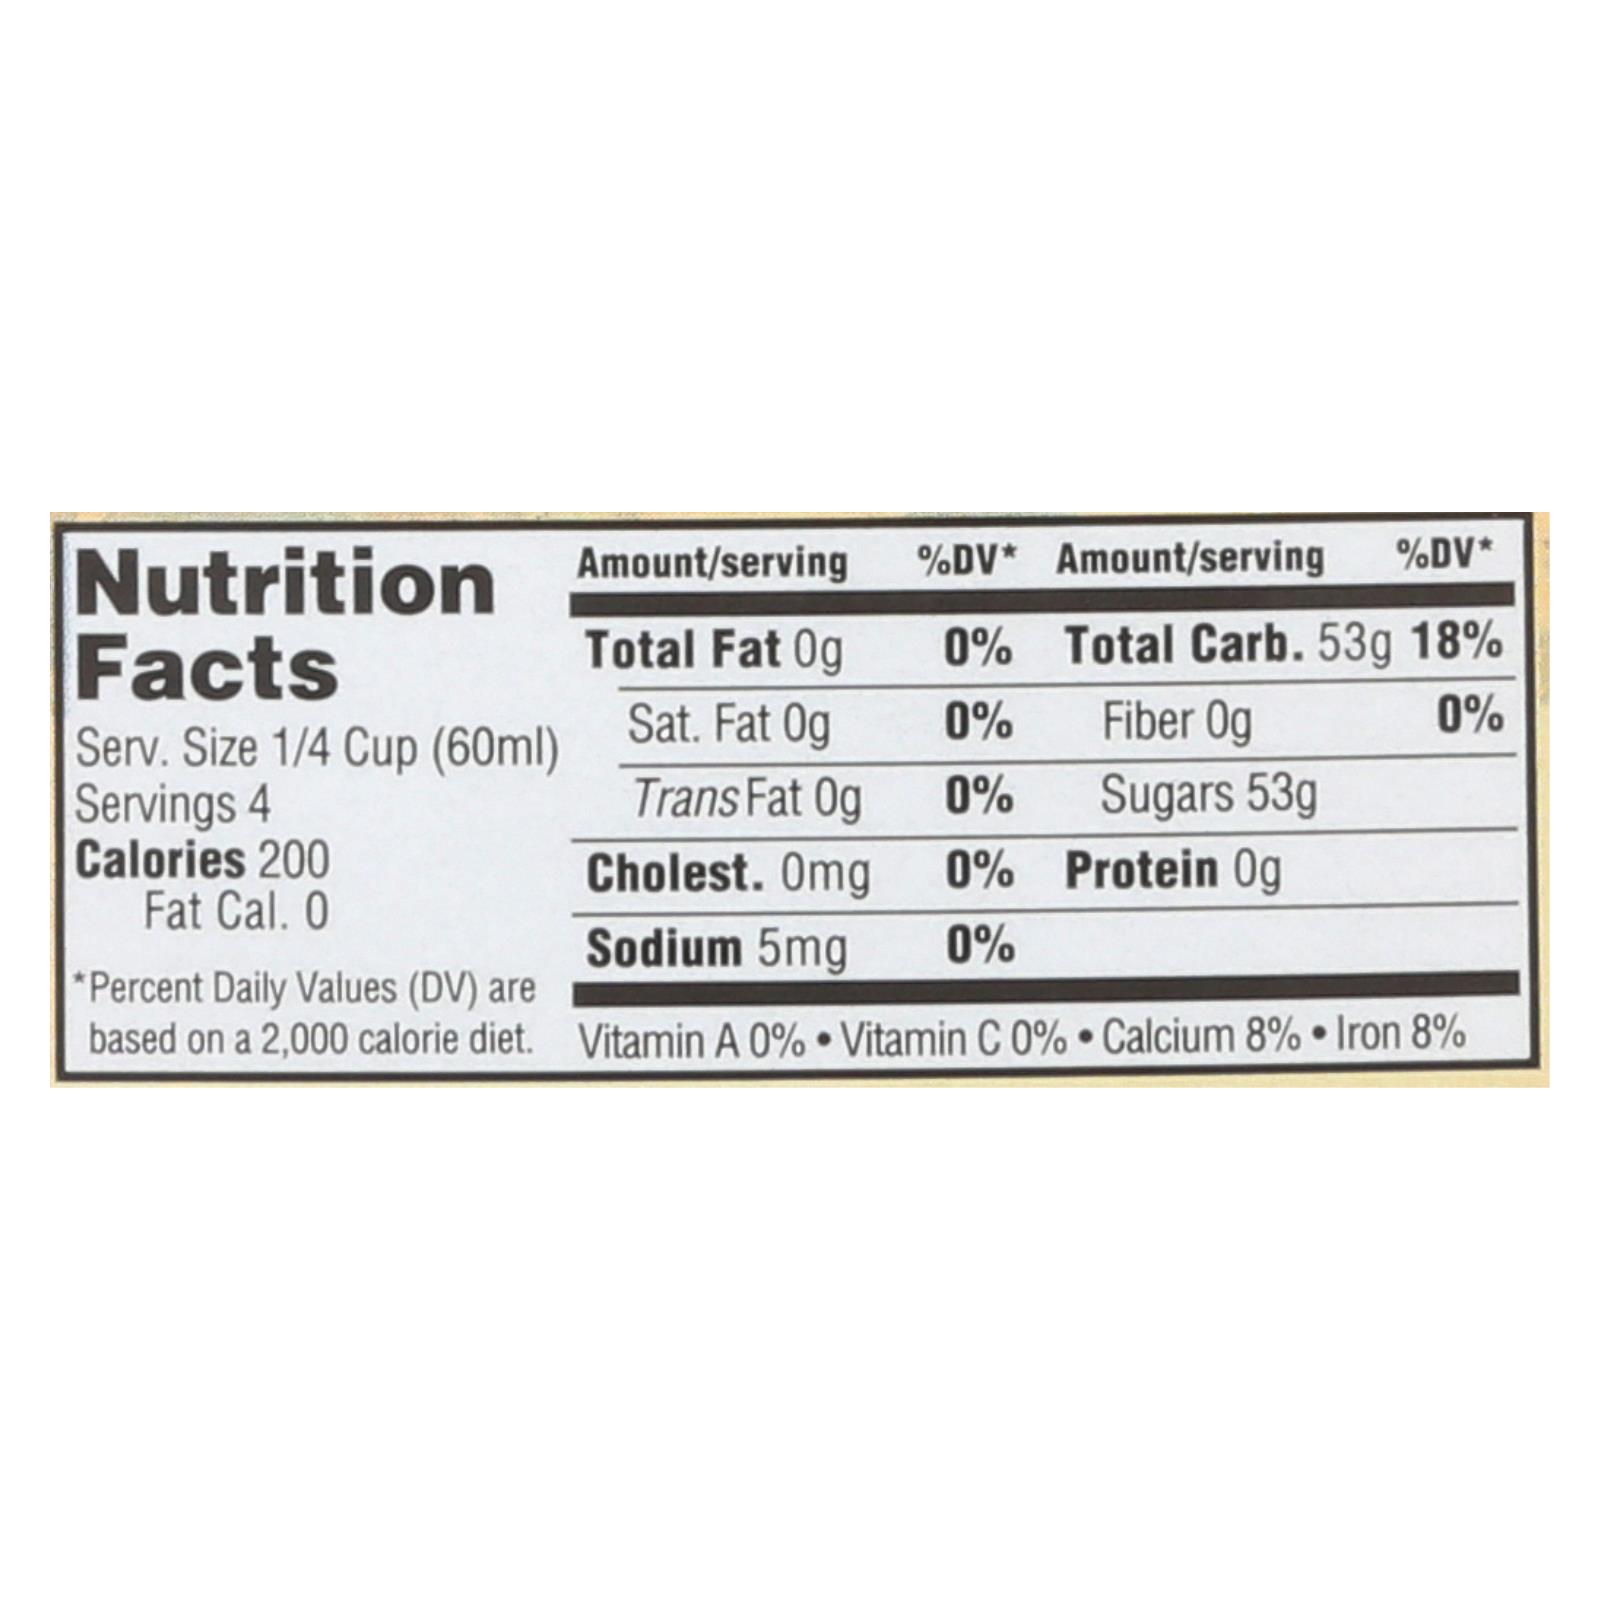 Nutrition
Facts
Serv. Size 1/4 Cup (60ml)
Servings 4
Calories 200
Fat Cal. 0
*Percent Daily Values (DV) are
based on a 2,000 calorie diet.
Amount/serving %DV* Amount/serving %DV*
Total Fat 0g 0% Total Carb. 53g 18%
Sat. Fat 0g 0% Fiber 0g 0%
Trans Fat 0g 0% Sugars 53g
Cholest. 0mg 0% Protein 0g
Sodium 5mg 0%
Vitamin A 0% • Vitamin C 0% • Calcium 8% • Iron 8%